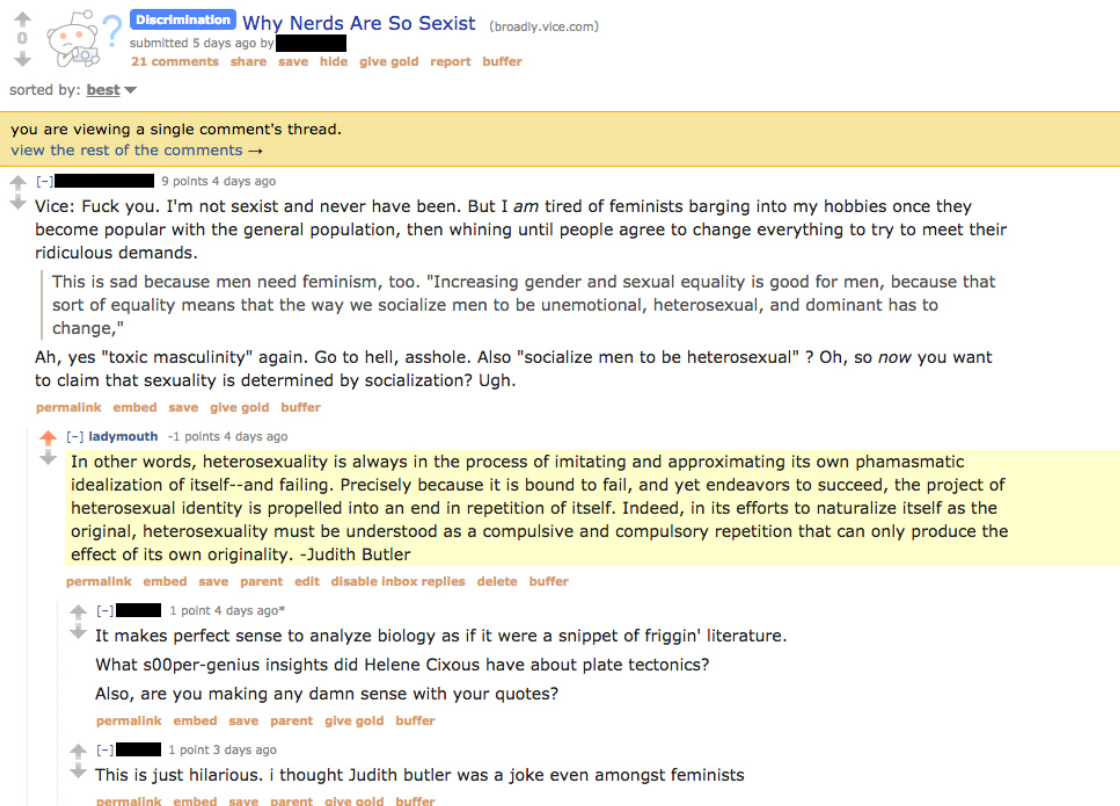 Discrimination Why Nerds Are So Sexist (broadly.vice.com)
0
submitted 5 days ago by
21 comments share save hide give gold report buffer
sorted by: best
you are viewing a single comment's thread.
view the rest of the comments →
[-] 9 points 4 days ago
Vice: Fuck you. I'm not sexist and never have been. But I am tired of feminists barging into my hobbies once they
become popular with the general population, then whining until people agree to change everything to try to meet their
ridiculous demands.
This is sad because men need feminism, too. "Increasing gender and sexual equality is good for men, because that
sort of equality means that the way we socialize men to be unemotional, heterosexual, and dominant has to
change,"
Ah, yes "toxic masculinity" again. Go to hell, asshole. Also "socialize men to be heterosexual" ? Oh, so now you want
to claim that sexuality is determined by socialization? Ugh.
permalink embed save give gold buffer
[-] ladymouth -1 points 4 days ago
In other words, heterosexuality is always in the process of imitating and approximating its own phamasmatic
idealization of itself--and failing. Precisely because it is bound to fail, and yet endeavors to succeed, the project of
heterosexual identity is propelled into an end in repetition of itself. Indeed, in its efforts to naturalize itself as the
original, heterosexuality must be understood as a compulsive and compulsory repetition that can only produce the
effect of its own originality. -Judith Butler
permalink embed save parent edit disable inbox replies delete buffer
[-] 1 point 4 days ago*
It makes perfect sense to analyze biology as if it were a snippet of friggin' literature.
What s00per-genius insights did Helene Cixous have about plate tectonics?
Also, are you making any damn sense with your quotes?
permalink embed save parent give gold buffer
[-] 1 point 3 days ago
This is just hilarious. i thought Judith butler was a joke even amongst feminists
permalink embed save parent give gold buffer